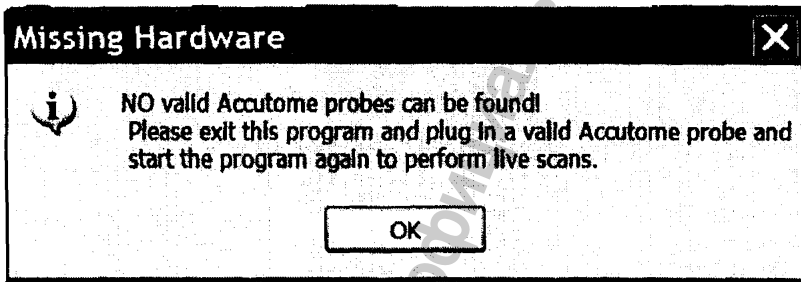 Missing Hardware
NO valid Accutome probes can be found!
Please exit this program and plug in a valid Accutome probe and
start the program again to perform live scans.
OK